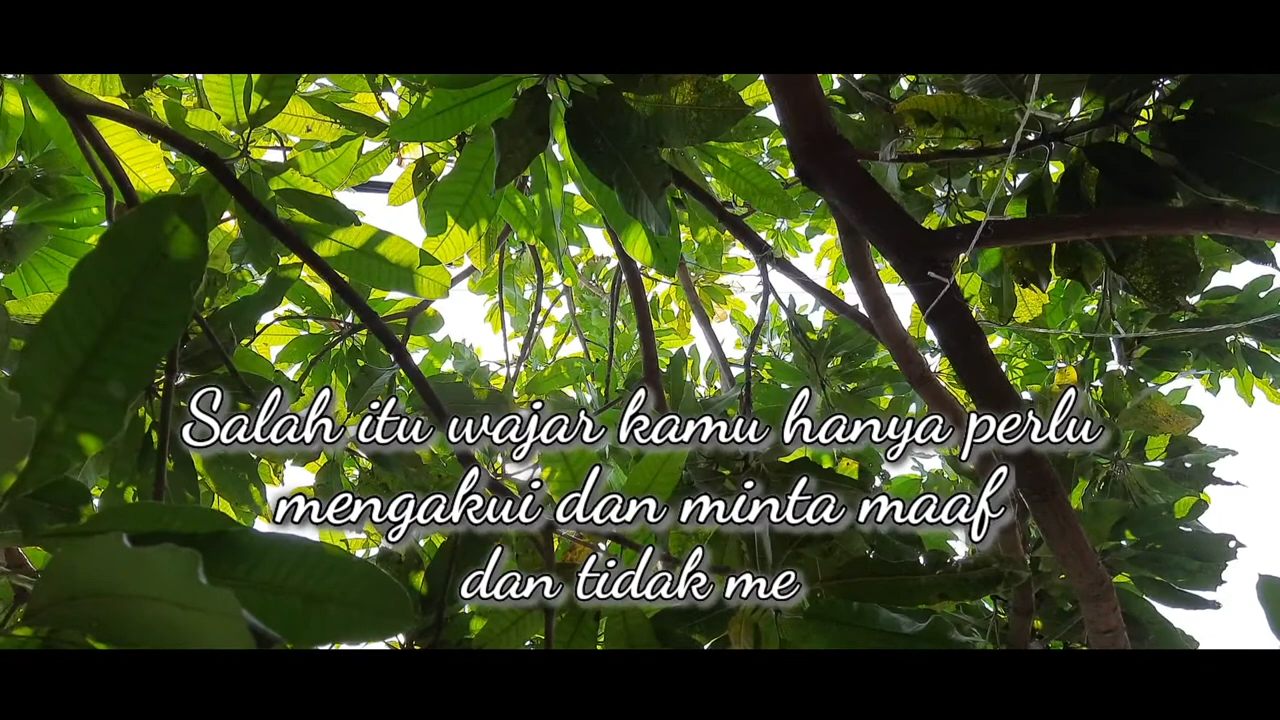 Salah itu wajar kamu hanya perlu
mengakui dan minta maaf
dan tidak me